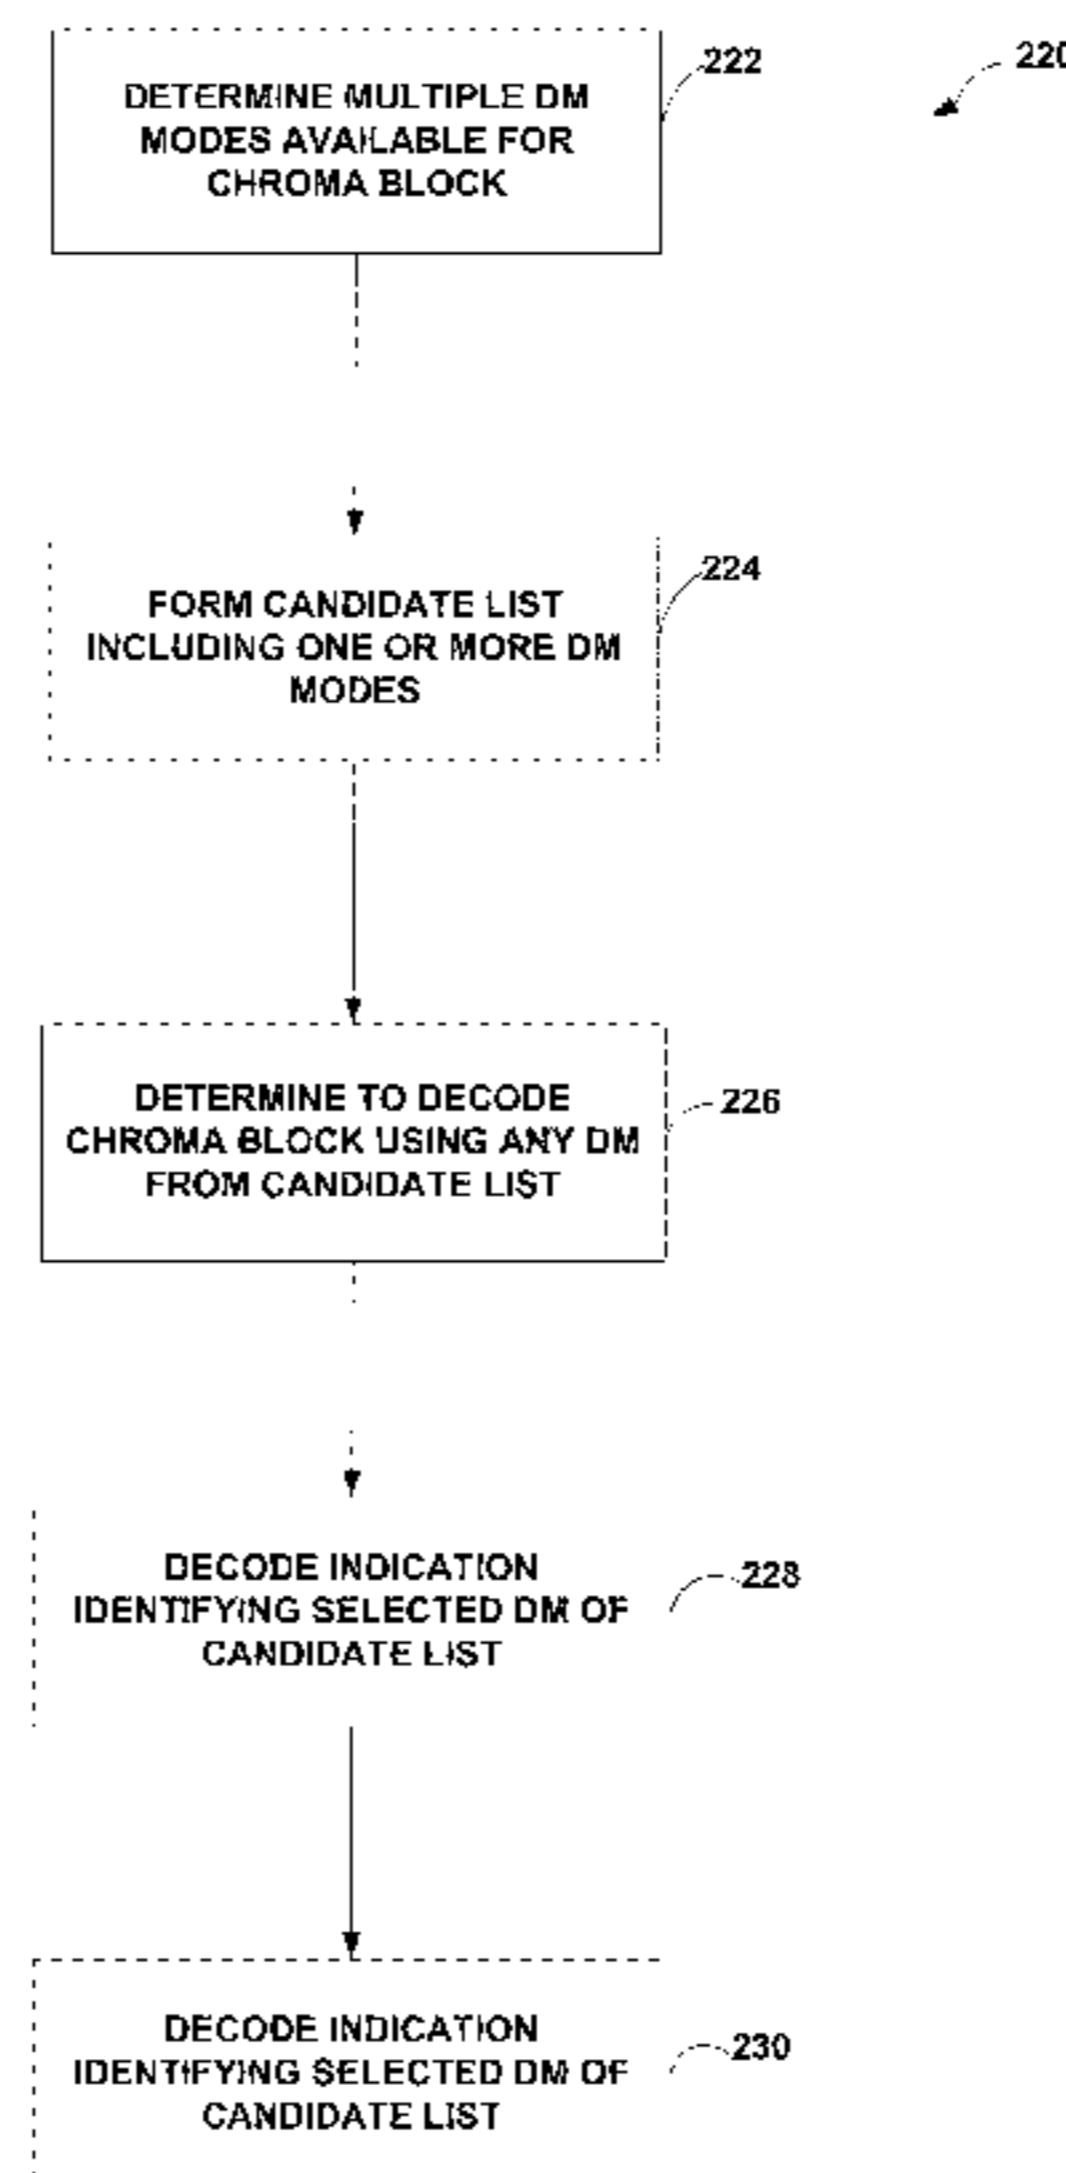 220
DETERMINE MULTIPLE DM
MODES AVAILABLE FOR
CHROMA BLOCK
222
FORM CANDIDATE LIST
INCLUDING ONE OR MORE DM
MODES
224
DETERMINE TO DECODE
CHROMA BLOCK USING ANY DM
FROM CANDIDATE LIST
226
DECODE INDICATION
IDENTIFYING SELECTED DM OF
CANDIDATE LIST
228
DECODE INDICATION
IDENTIFYING SELECTED DM OF
CANDIDATE LIST
230